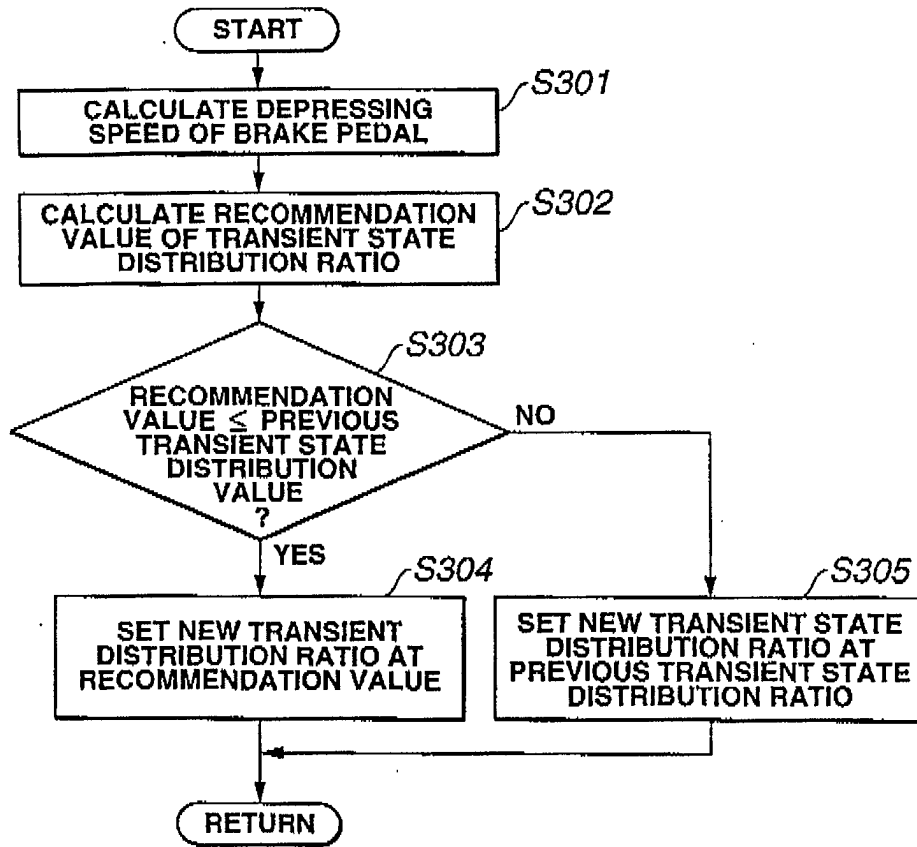 START
S301
CALCULATE DEPRESSING
SPEED OF BRAKE PEDAL
S302
CALCULATE RECOMMENDATION
VALUE OF TRANSIENT STATE
DISTRIBUTION RATIO
S303
RECOMMENDATION
VALUE ≤ PREVIOUS
TRANSIENT STATE
DISTRIBUTION
VALUE
?
NO
YES
S304
SET NEW TRANSIENT
DISTRIBUTION RATIO AT
RECOMMENDATION VALUE
S305
SET NEW TRANSIENT STATE
DISTRIBUTION RATIO AT
PREVIOUS TRANSIENT STATE
DISTRIBUTION RATIO
RETURN